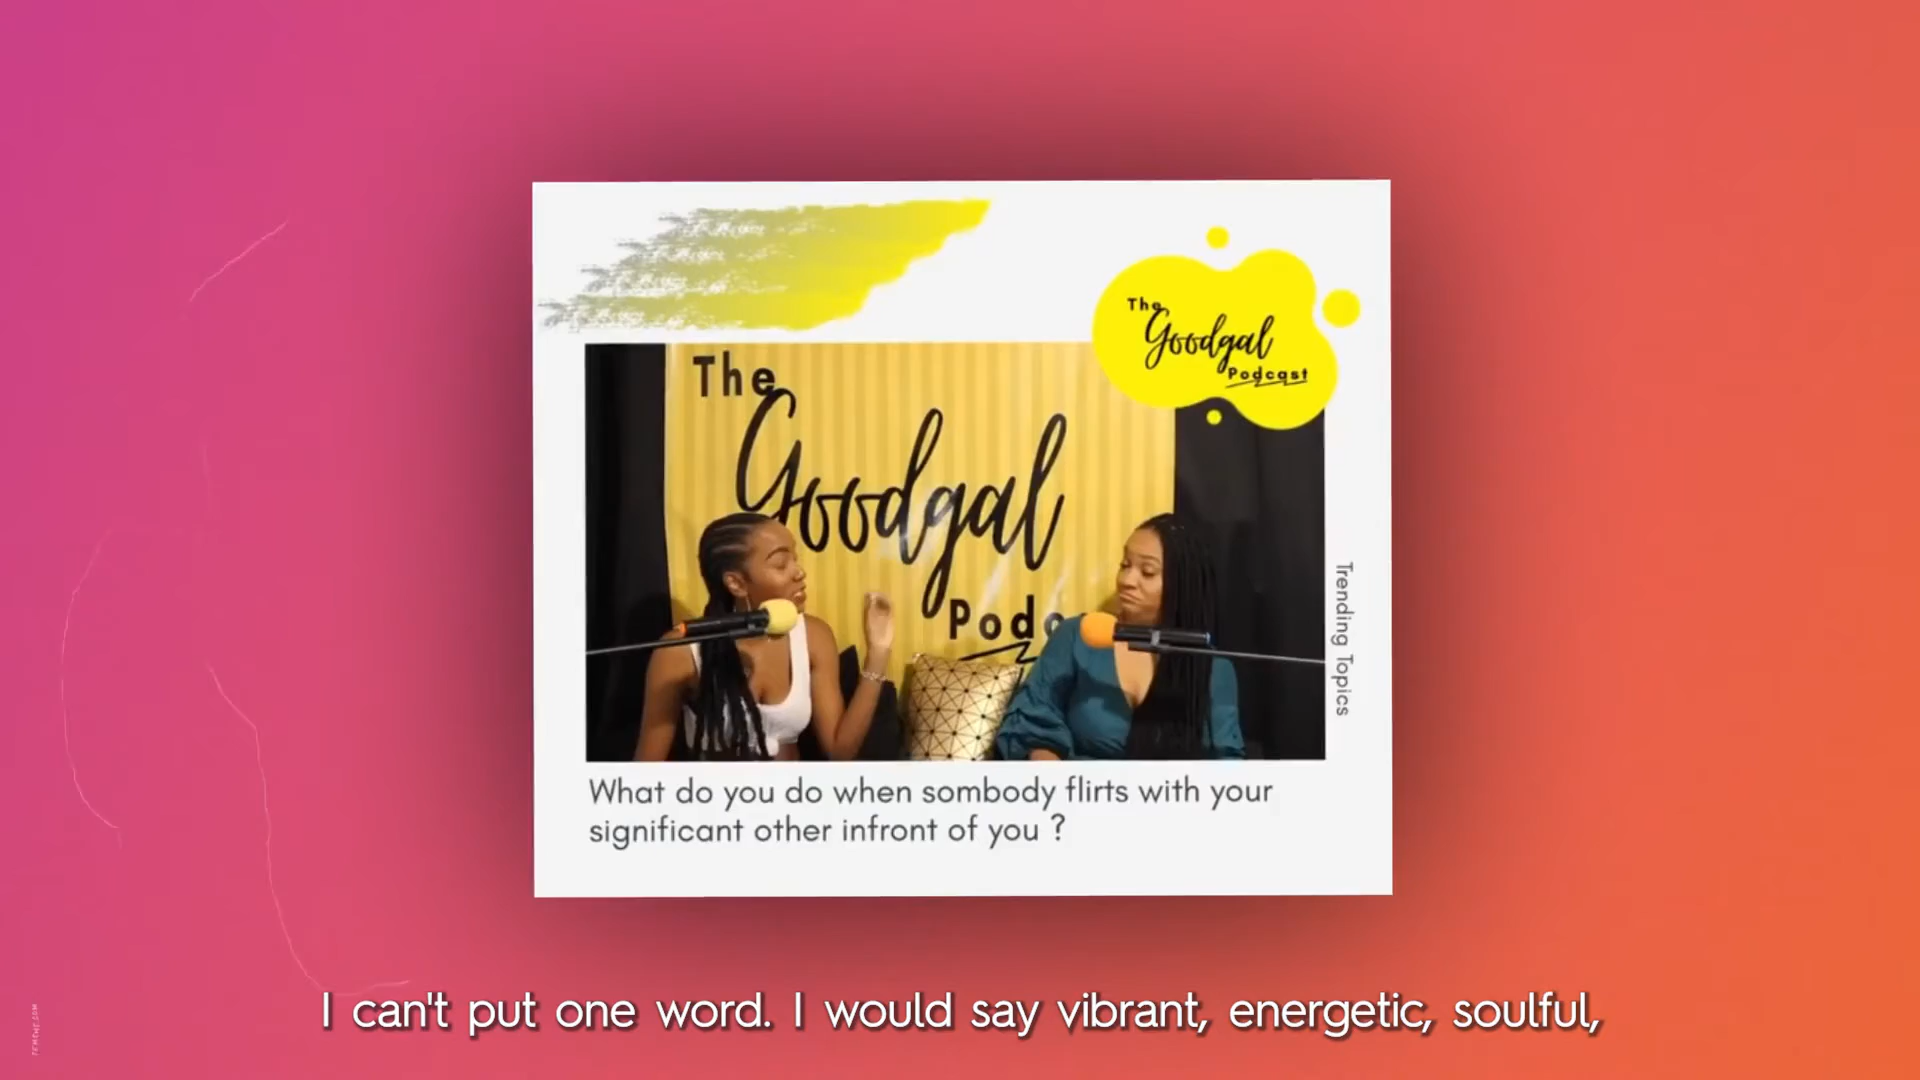 The
Goodgal
Podcast
The
Goodgal
Podc
Trending Topics
What do you do when sombody flirts with your
significant other infront of you ?
I can't put one word. I would say vibrant, energetic, soulful,